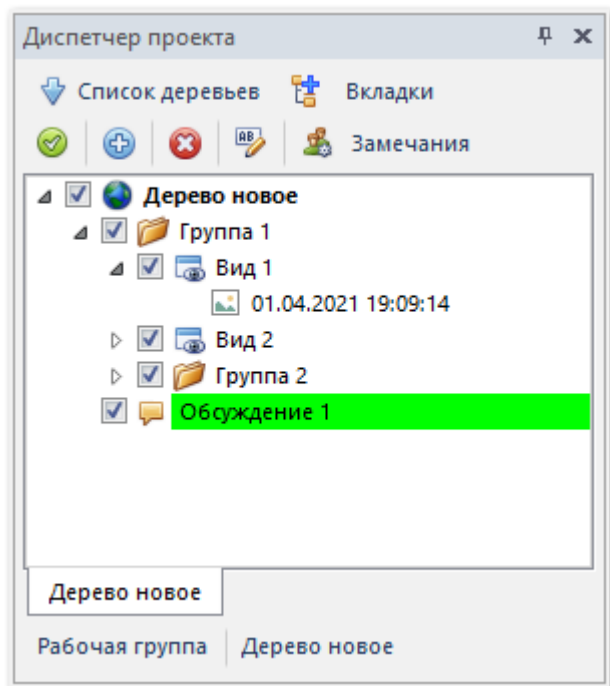 Диспетчер проекта
Список деревьев Вкладки
AB Замечания
Дерево новое
Группа 1
Вид 1
01.04.2021 19:09:14
Вид 2
Группа 2
Обсуждение 1
Дерево новое
Рабочая группа Дерево новое